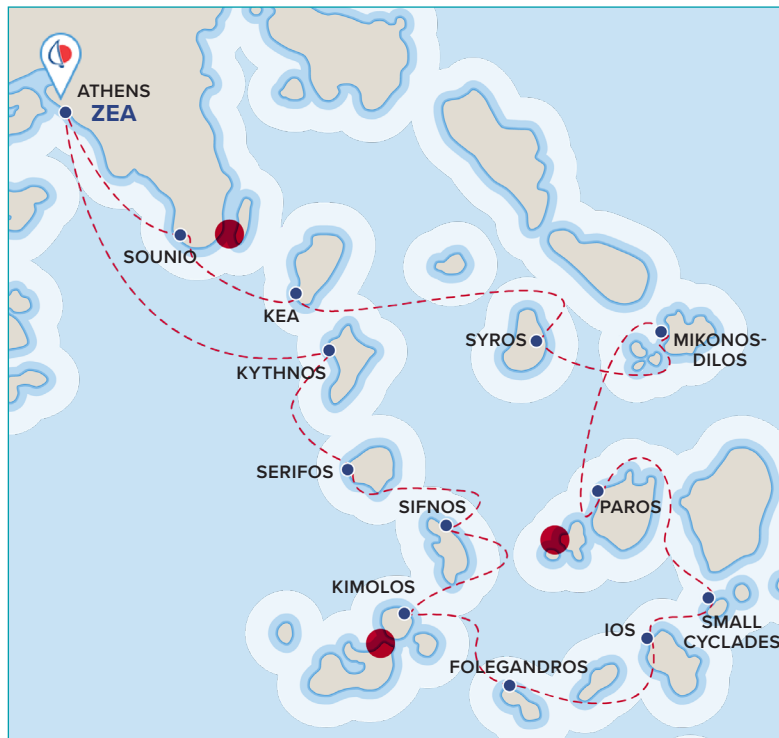 ATHENS
ZEA
SOUNIO
KEA
SYROS
MIKONOS-
DILOS
KYTHNOS
SERIFOS
SIFNOS
PAROS
KIMOLOS
SMALL
CYCLADES
IOS
FOLEGANDROS